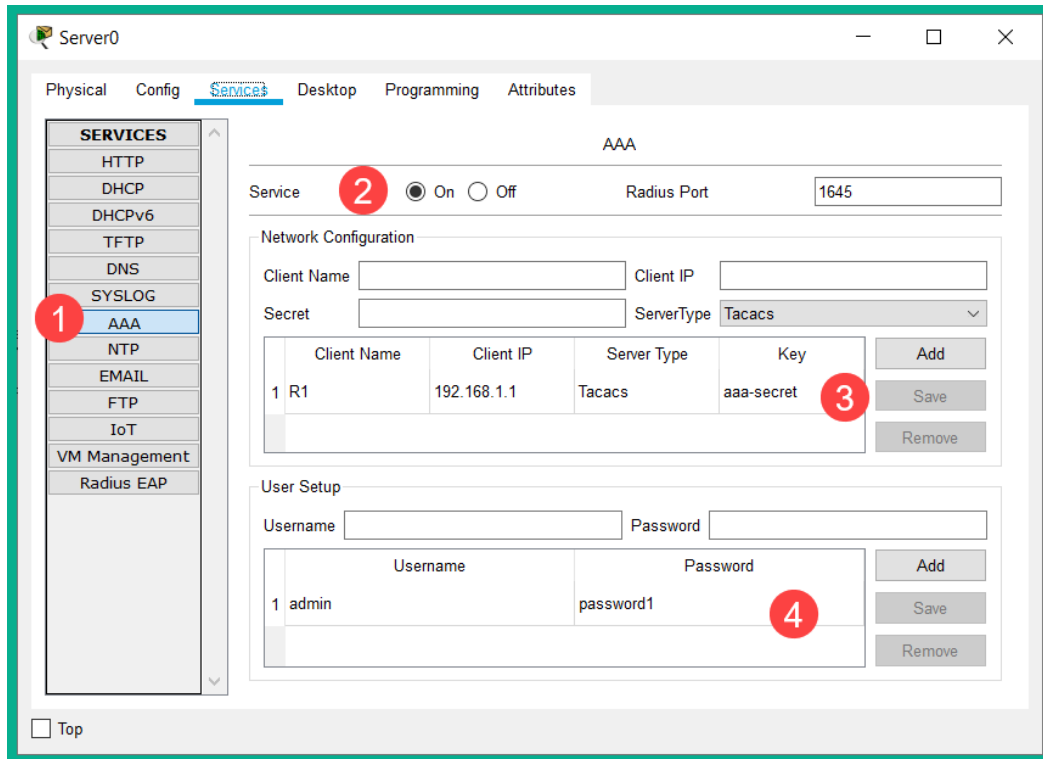 Server0
Physical Config Services Desktop Programming Attributes
SERVICES
HTTP
DHCP
DHCPv6
TFTP
DNS
SYSLOG
AAA
NTP
EMAIL
FTP
IoT
VM Management
Radius EAP
1
AAA
Service 2 On Off Radius Port 1645
Network Configuration
Client Name Client IP
Secret ServerType Tacacs
Client Name Client IP Server Type Key Add
1 R1 192.168.1.1 Tacacs aaa-secret 3 Save
Remove
User Setup
Username Password
Username Password Add
1 admin password1 4 Save
Remove
Top